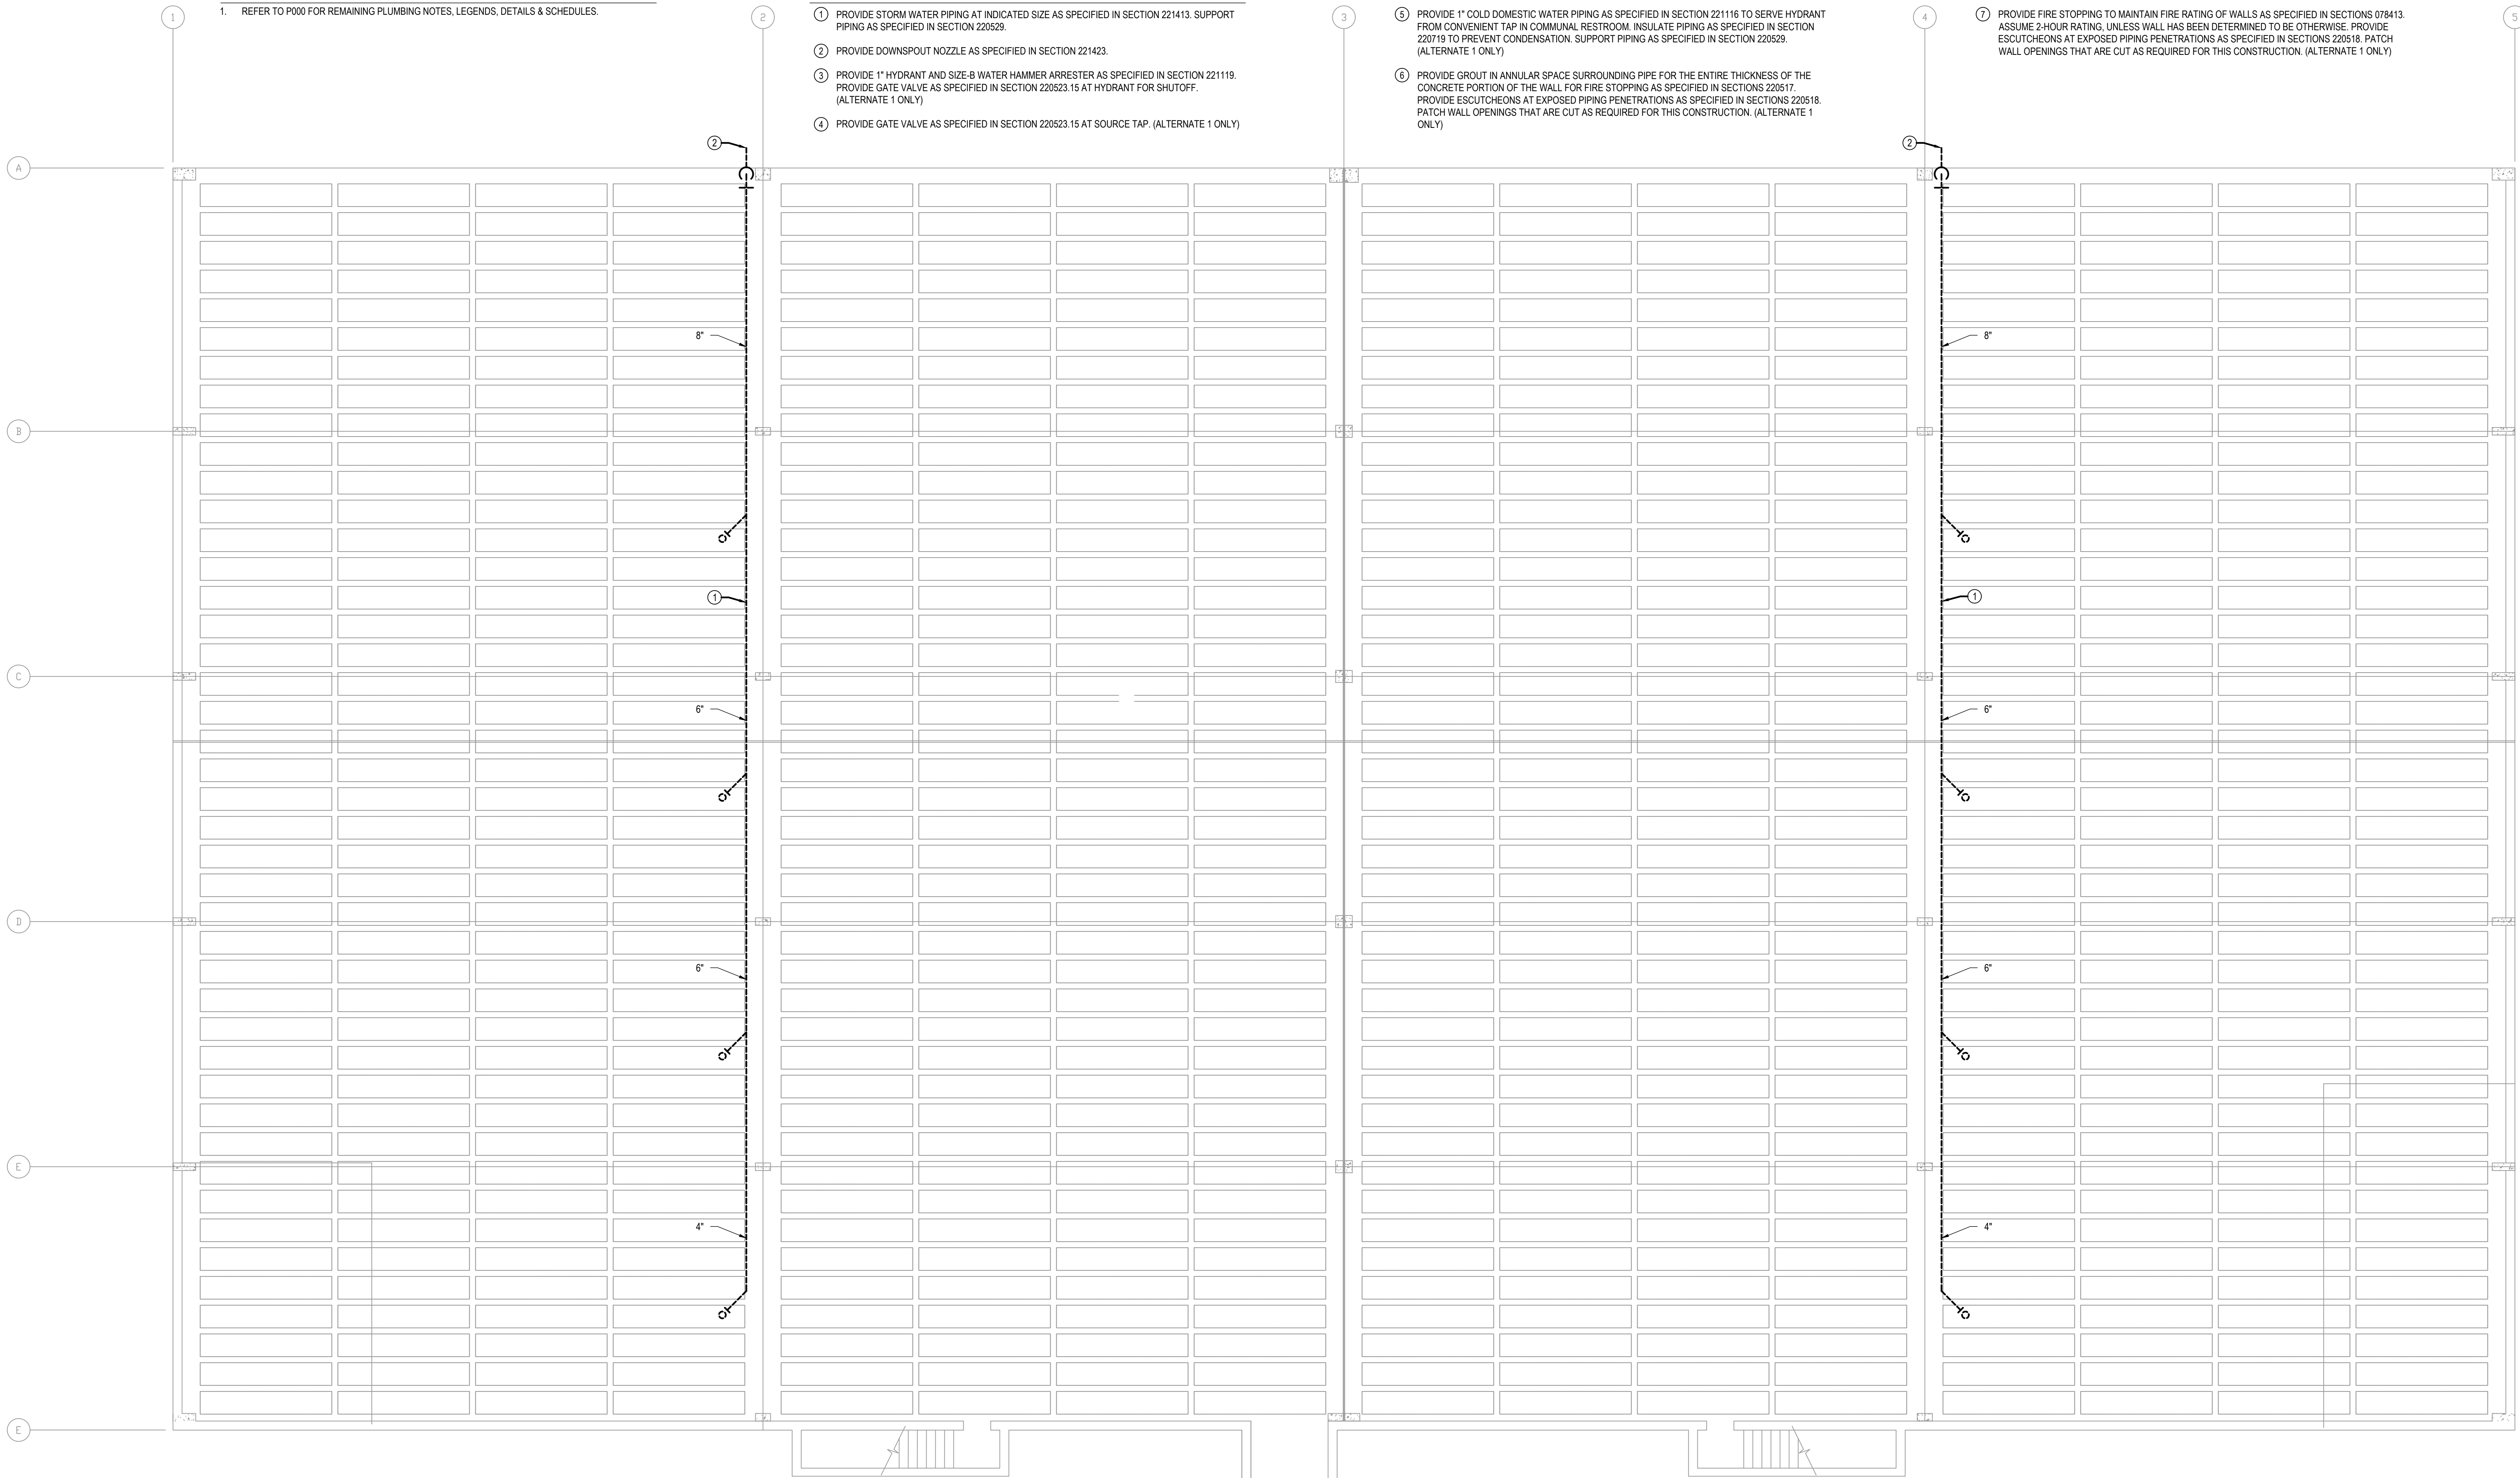 1. REFER TO P000 FOR REMAINING PLUMBING NOTES, LEGENDS, DETAILS & SCHEDULES.
1 PROVIDE STORM WATER PIPING AT INDICATED SIZE AS SPECIFIED IN SECTION 221413. SUPPORT
PIPING AS SPECIFIED IN SECTION 220529.
2 PROVIDE DOWNSPOUT NOZZLE AS SPECIFIED IN SECTION 221423.
3 PROVIDE 1" HYDRANT AND SIZE-B WATER HAMMER ARRESTER AS SPECIFIED IN SECTION 221119.
PROVIDE GATE VALVE AS SPECIFIED IN SECTION 220523.15 AT HYDRANT FOR SHUTOFF.
(ALTERNATE 1 ONLY)
4 PROVIDE GATE VALVE AS SPECIFIED IN SECTION 220523.15 AT SOURCE TAP. (ALTERNATE 1 ONLY)
5 PROVIDE 1" COLD DOMESTIC WATER PIPING AS SPECIFIED IN SECTION 221116 TO SERVE HYDRANT
FROM CONVENIENT TAP IN COMMUNAL RESTROOM. INSULATE PIPING AS SPECIFIED IN SECTION
220719 TO PREVENT CONDENSATION. SUPPORT PIPING AS SPECIFIED IN SECTION 220529.
(ALTERNATE 1 ONLY)
6 PROVIDE GROUT IN ANNULAR SPACE SURROUNDING PIPE FOR THE ENTIRE THICKNESS OF THE
CONCRETE PORTION OF THE WALL FOR FIRE STOPPING AS SPECIFIED IN SECTIONS 220517.
PROVIDE ESCUTCHEONS AT EXPOSED PIPING PENETRATIONS AS SPECIFIED IN SECTIONS 220518.
PATCH WALL OPENINGS THAT ARE CUT AS REQUIRED FOR THIS CONSTRUCTION. (ALTERNATE 1
ONLY)
7 PROVIDE FIRE STOPPING TO MAINTAIN FIRE RATING OF WALLS AS SPECIFIED IN SECTIONS 078413.
ASSUME 2-HOUR RATING, UNLESS WALL HAS BEEN DETERMINED TO BE OTHERWISE. PROVIDE
ESCUTCHEONS AT EXPOSED PIPING PENETRATIONS AS SPECIFIED IN SECTIONS 220518. PATCH
WALL OPENINGS THAT ARE CUT AS REQUIRED FOR THIS CONSTRUCTION. (ALTERNATE 1 ONLY)
1
2
3
4
5
2
2
A
8"
8"
B
1
1
C
6"
6"
D
6"
6"
E
4"
4"
E